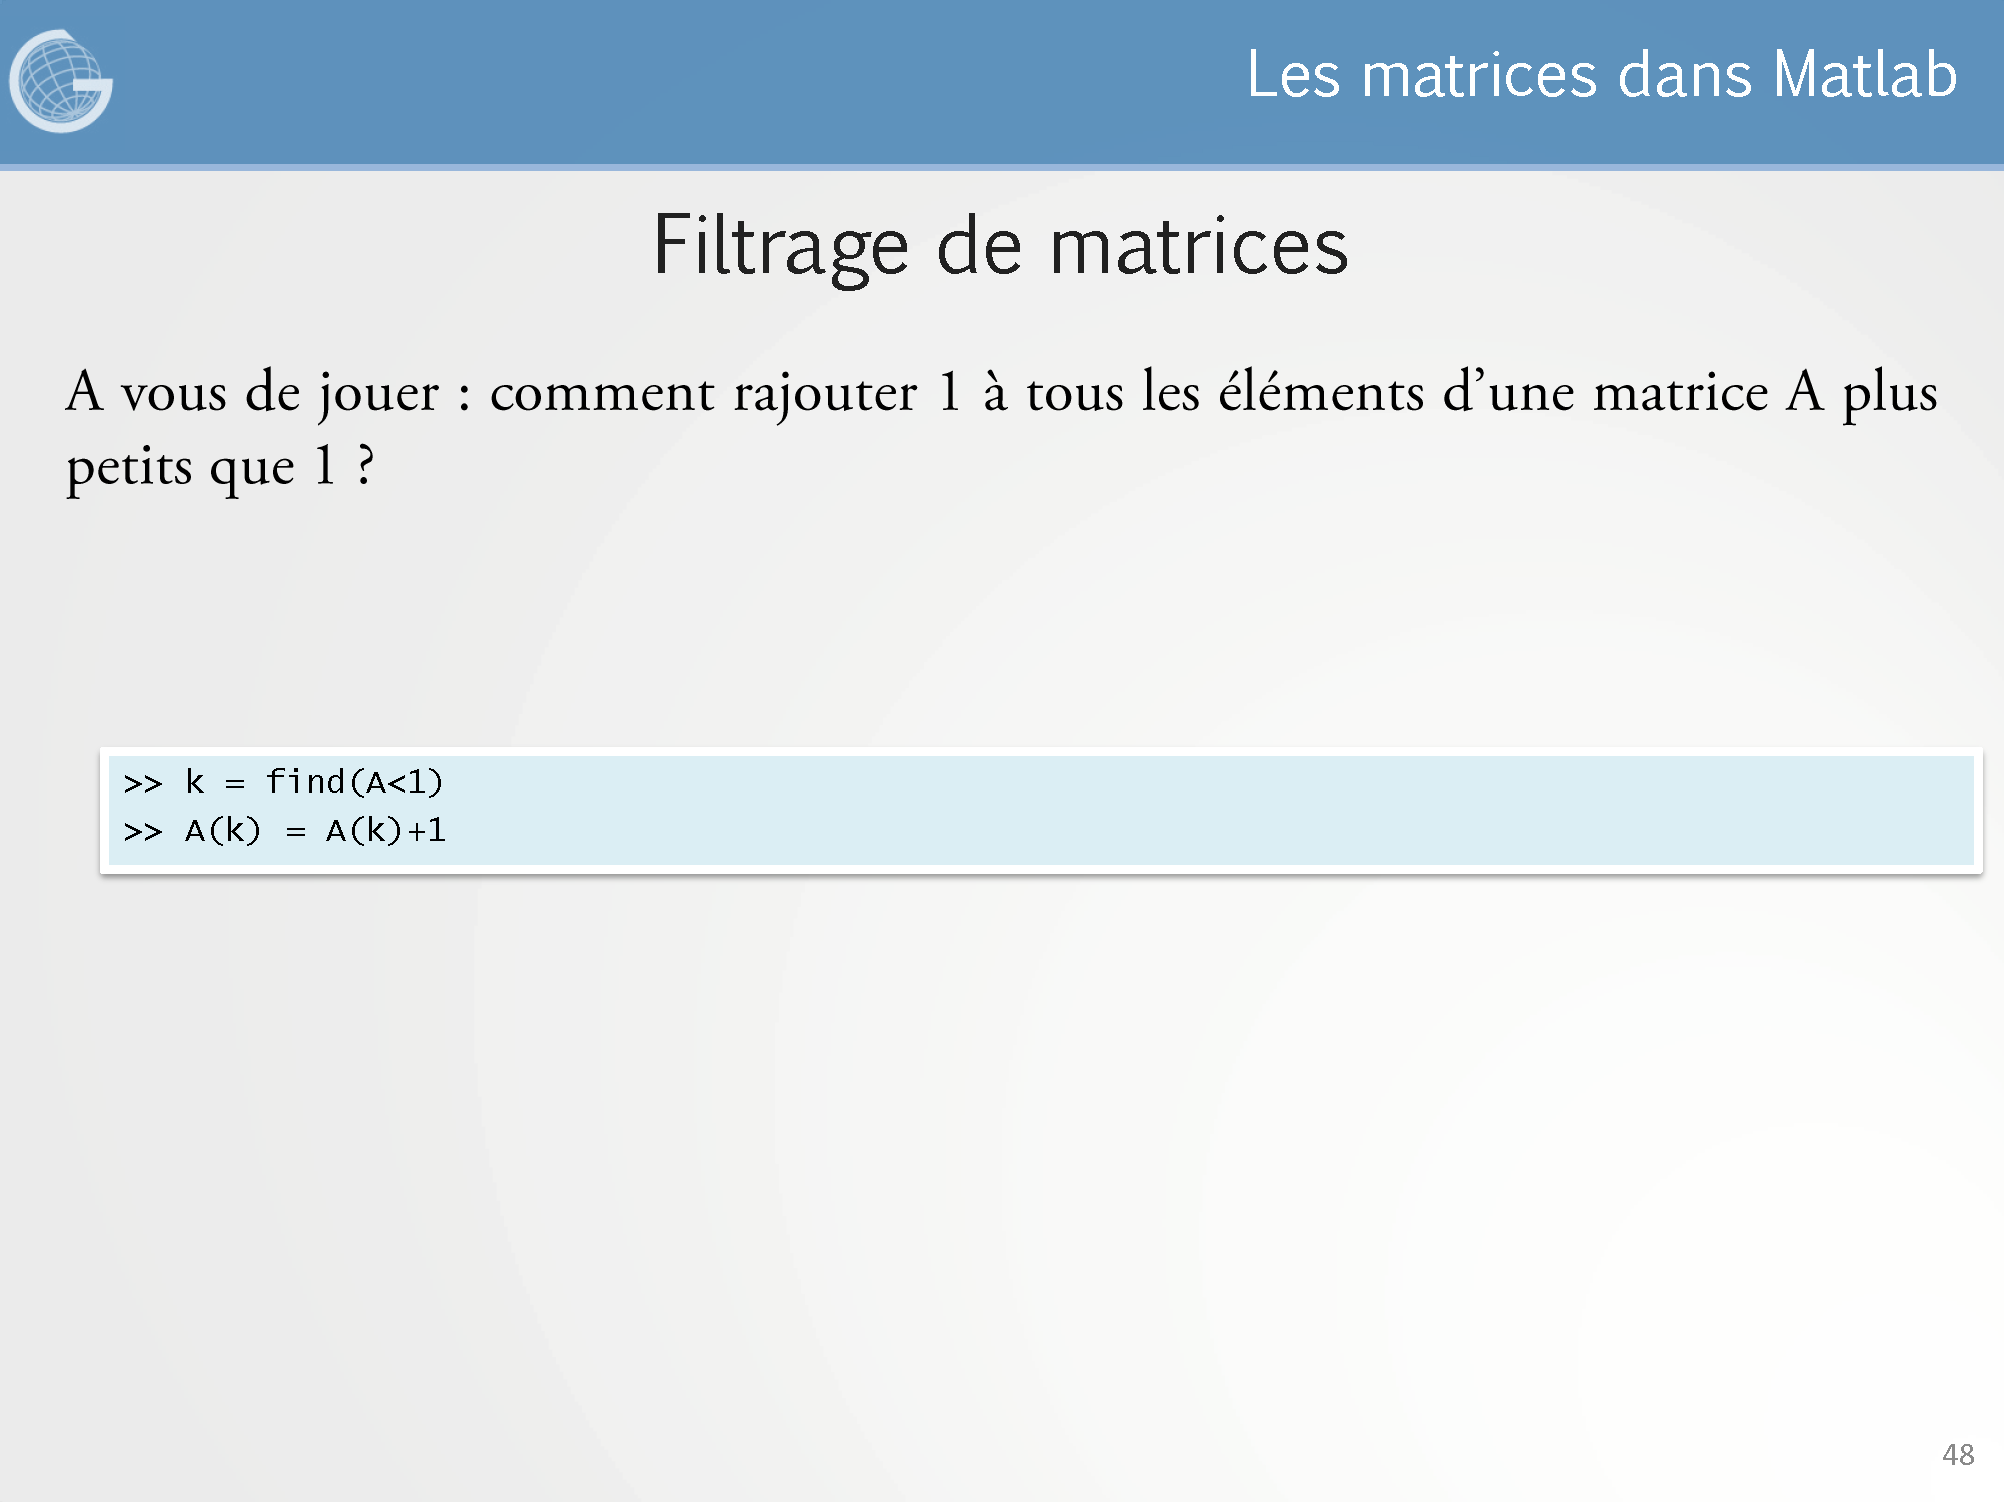 Les matrices dans Matlab
Filtrage de matrices
A vous de jouer : comment rajouter 1 à tous les éléments d’une matrice A plus
petits que 1 ?
>> k = find(A<1)
>> A(k) = A(k)+1
48